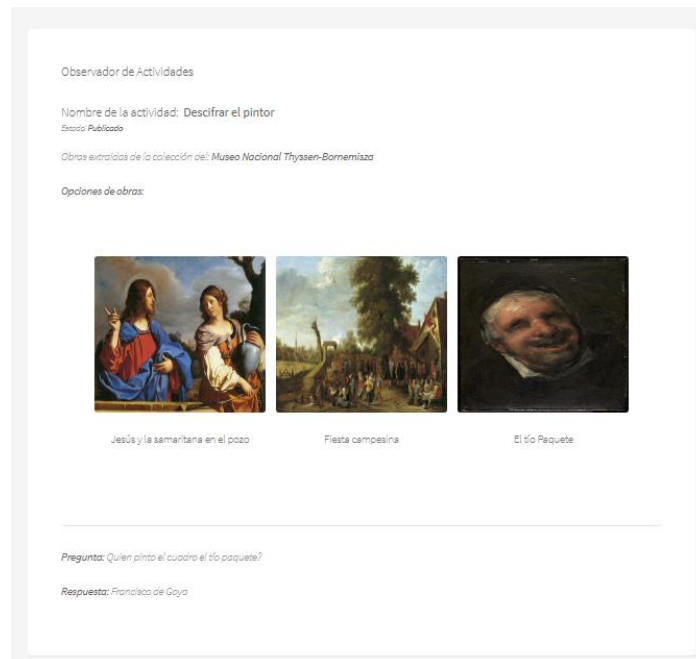 Observador de Actividades
Nombre de la actividad: Descifrar el pintor
Estado: Publicado
Obras extraidas de la colección del: Museo Nacional Thyssen-Bornemisza
Opciones de obras:
Jesús y la samaritana en el pozo
Fiesta campesina
El tío Paquete
Pregunta: Quien pinto el cuadro el tío paquete?
Respuesta: Francisco de Goya